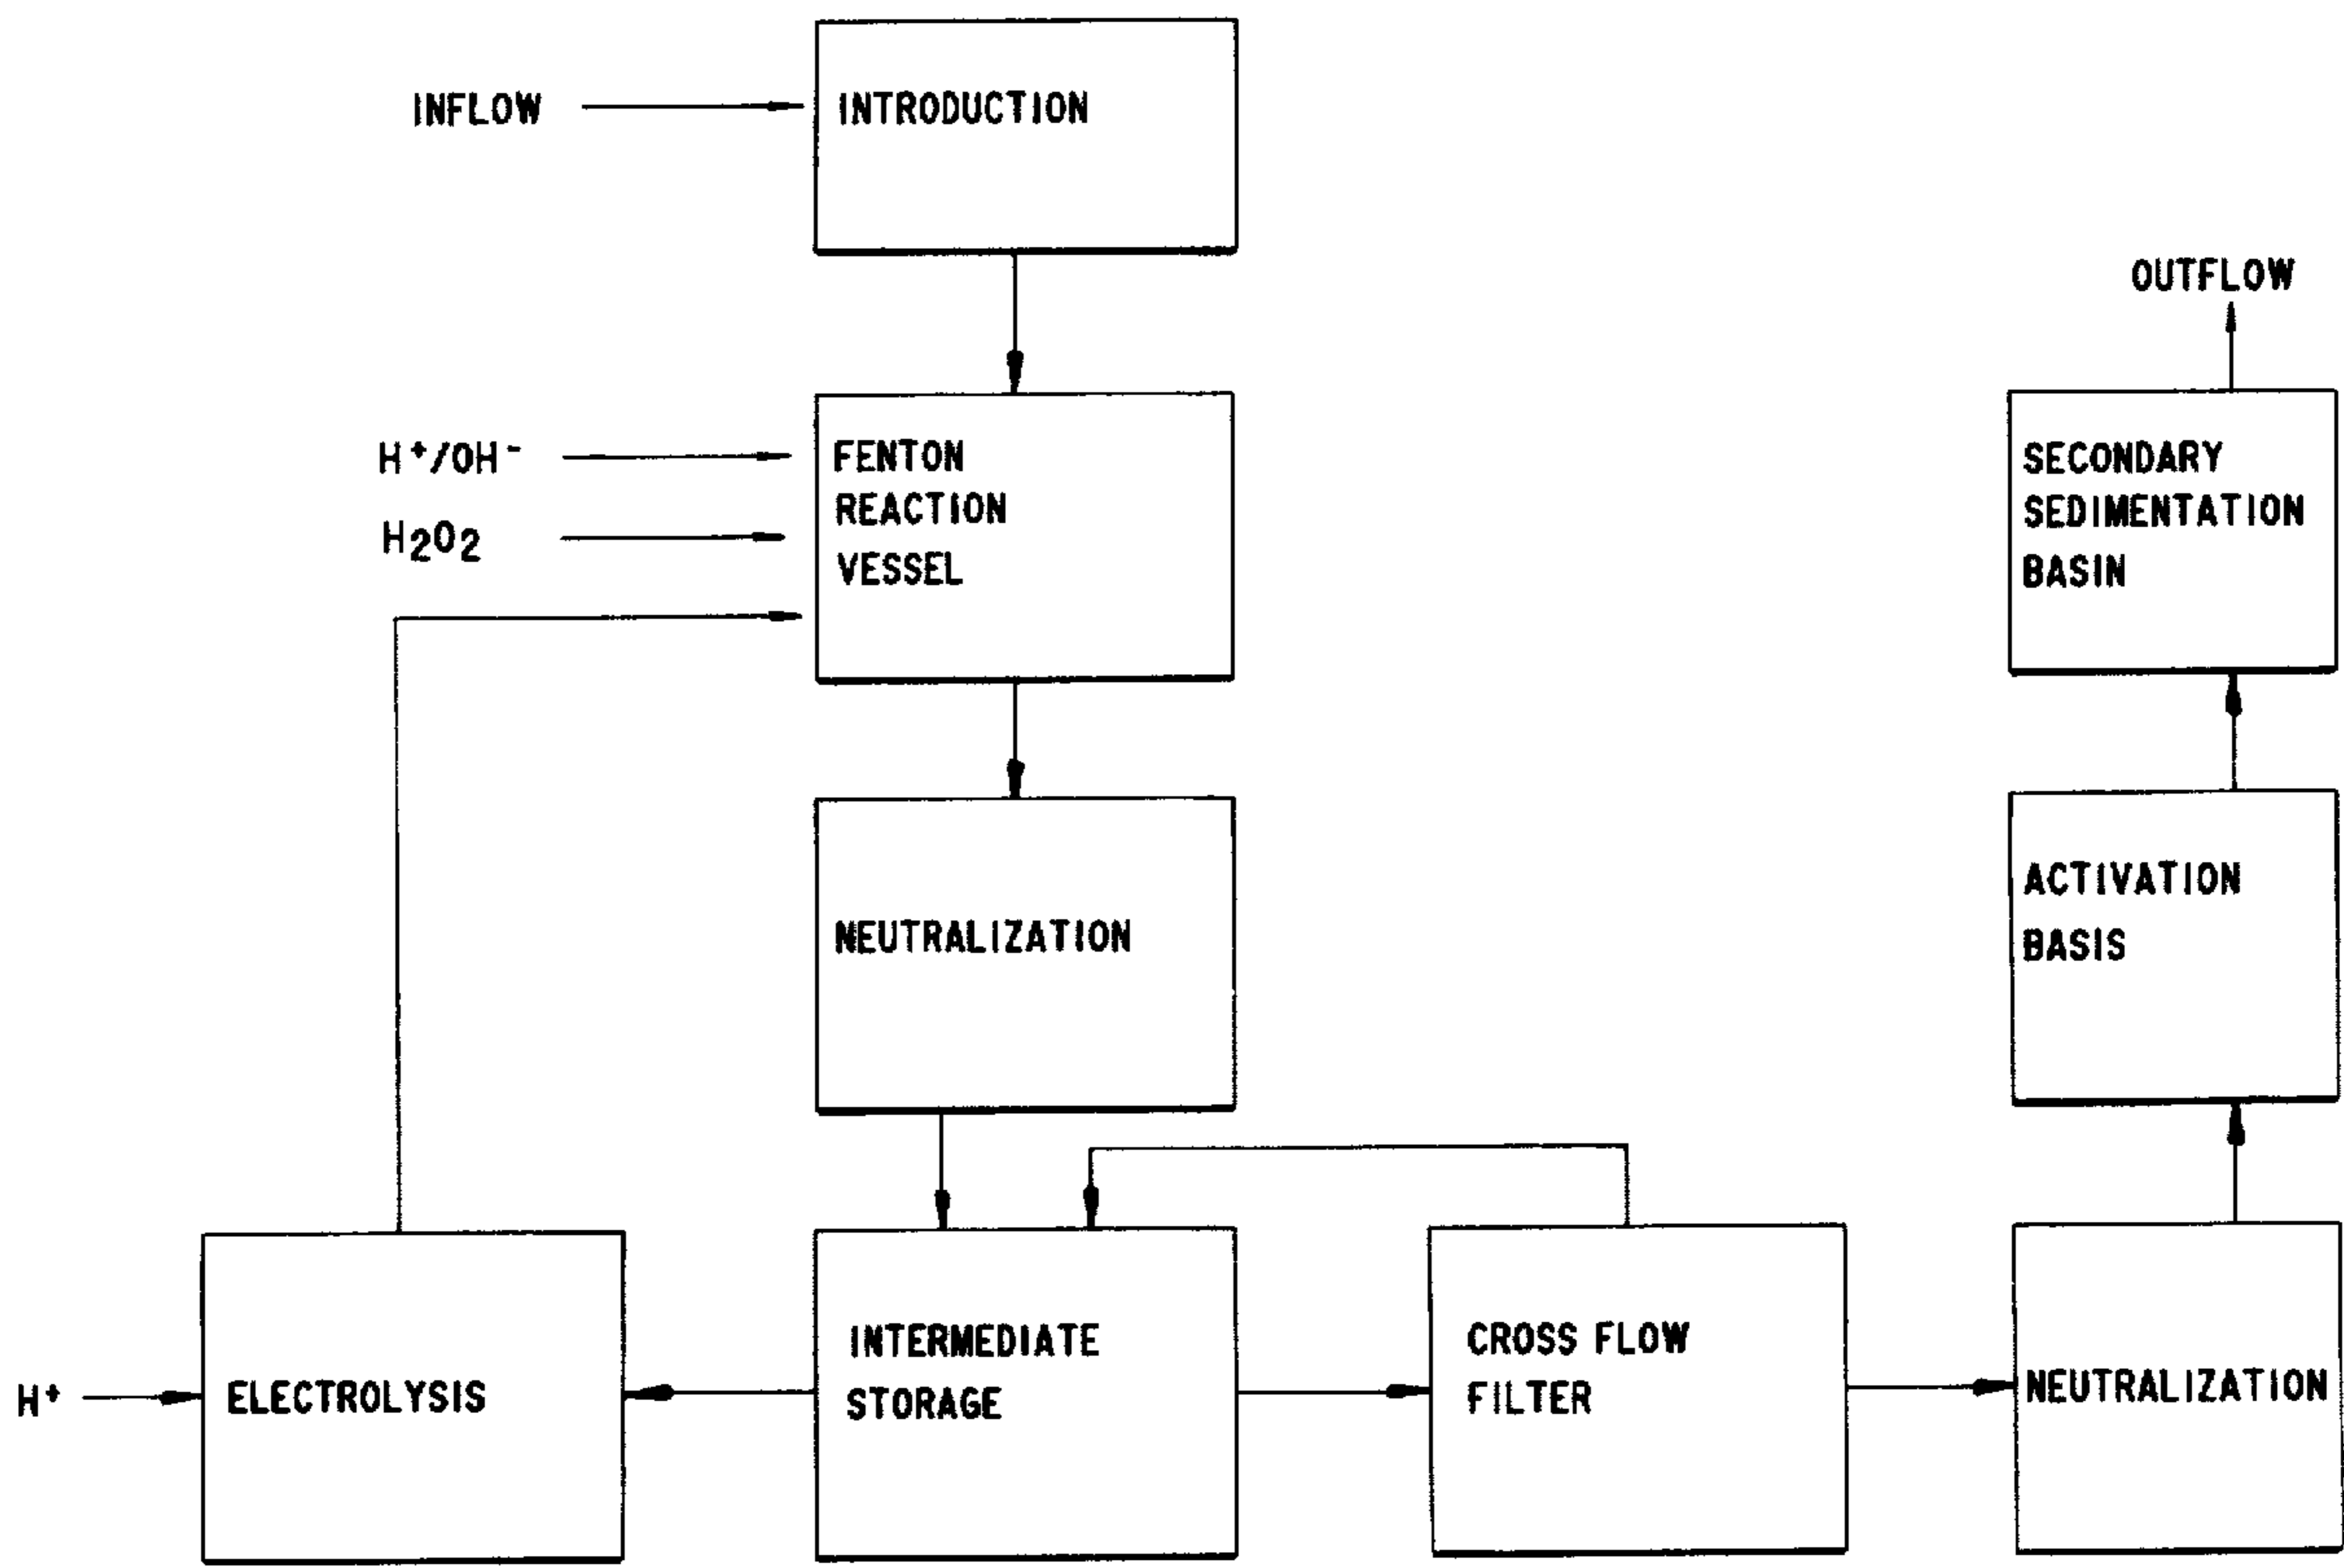 INFLOW
INTRODUCTION
H⁺/OH⁻
H₂O₂
FENTON
REACTION
VESSEL
NEUTRALIZATION
H⁺
ELECTROLYSIS
INTERMEDIATE
STORAGE
CROSS FLOW
FILTER
NEUTRALIZATION
ACTIVATION
BASIS
SECONDARY
SEDIMENTATION
BASIN
OUTFLOW